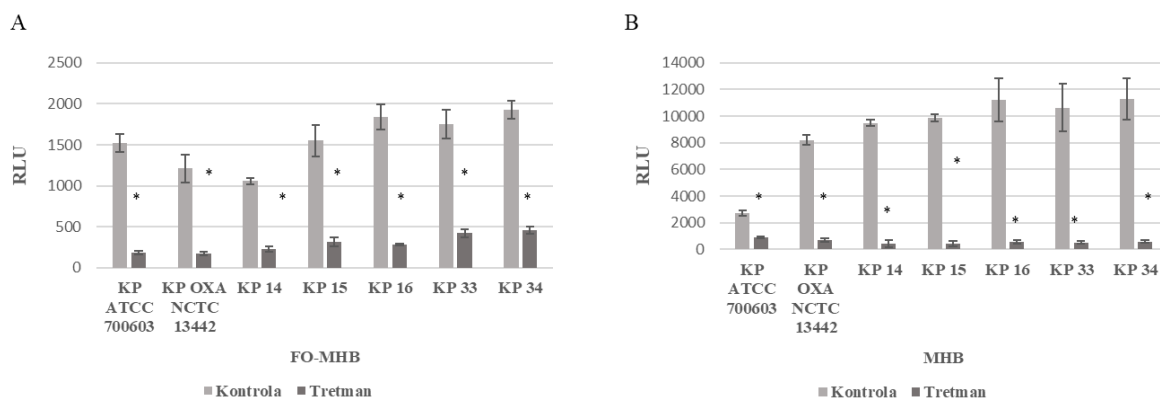 A
2500
2000
1500
1000
500
0
RLU
* * * * * * *
KP ATCC 700603
KP OXA NCTC 13442
KP 14
KP 15
KP 16
KP 33
KP 34
FO-MHB
Kontrola Tretman
B
14000
12000
10000
8000
6000
4000
2000
0
RLU
* * * * * * *
KP ATCC 700603
KP OXA NCTC 13442
KP 14
KP 15
KP 16
KP 33
KP 34
MHB
Kontrola Tretman